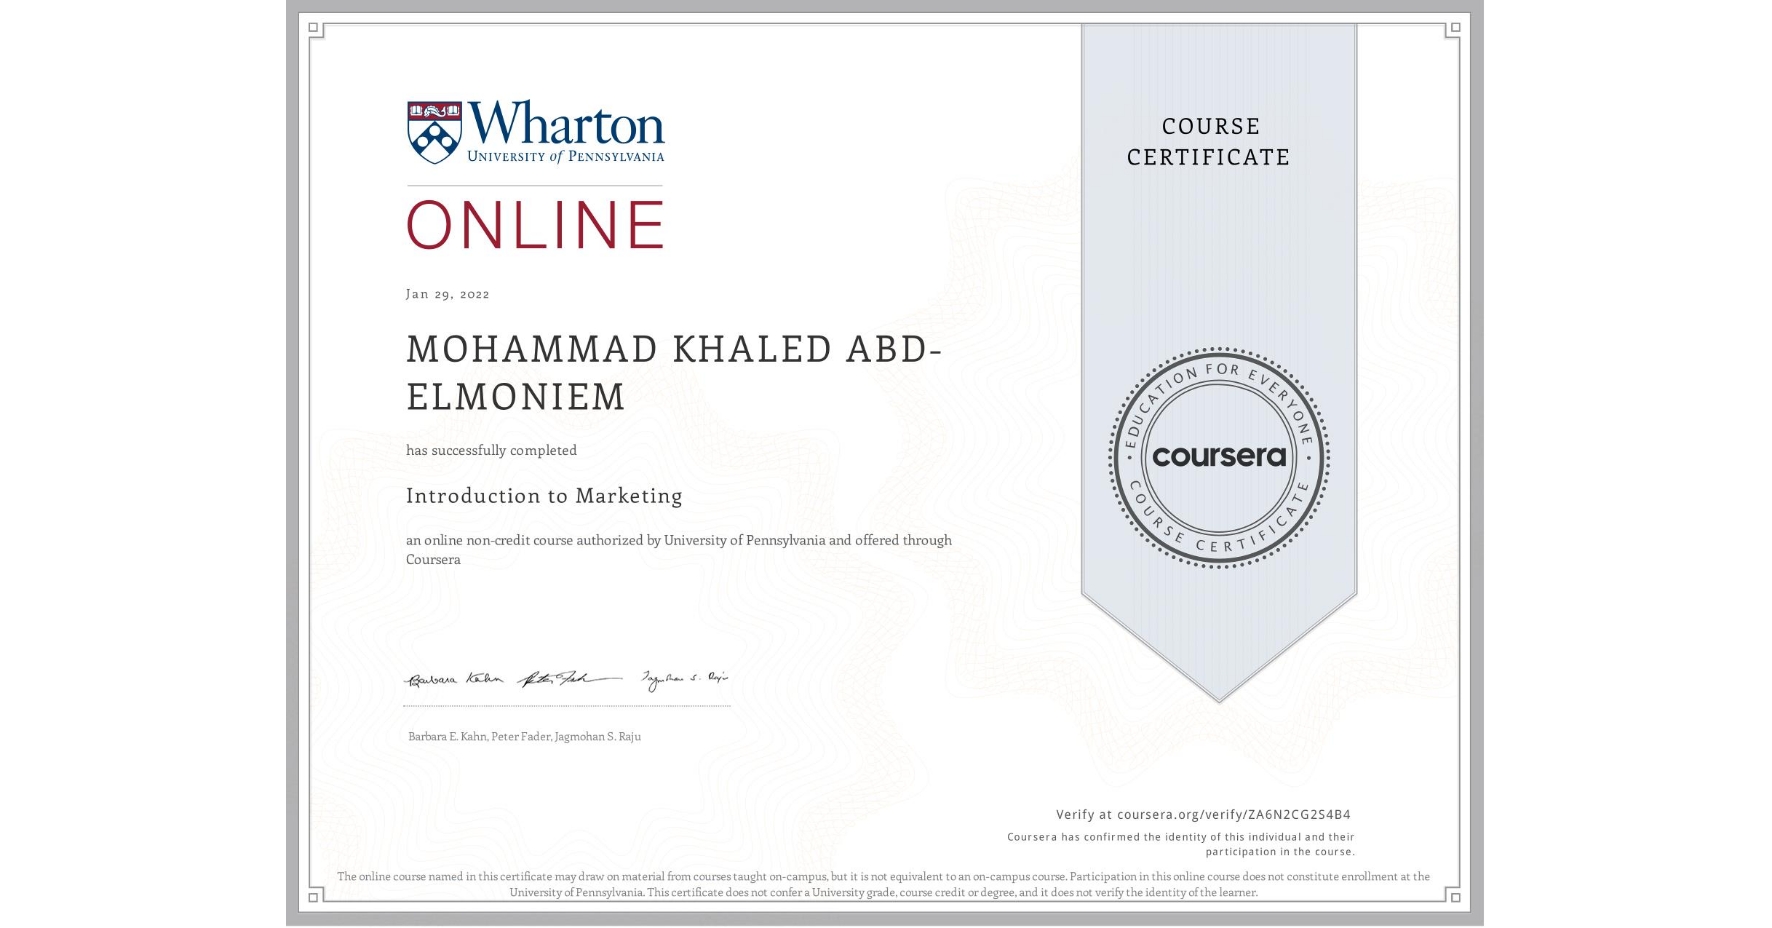 Wharton
UNIVERSITY of PENNSYLVANIA
ONLINE
Jan 29, 2022
MOHAMMAD KHALED ABD-
ELMONIEM
has successfully completed
Introduction to Marketing
an online non-credit course authorized by University of Pennsylvania and offered through
Coursera
Barbara Kahn
Barbara E. Kahn, Peter Fader, Jagmohan S. Raju
COURSE
CERTIFICATE
EDUCATION FOR EVERYONE
coursera
COURSE CERTIFICATE
Verify at coursera.org/verify/ZA6N2CG2S4B4
Coursera has confirmed the identity of this individual and their
participation in the course.
The online course named in this certificate may draw on material from courses taught on-campus, but it is not equivalent to an on-campus course. Participation in this online course does not constitute enrollment at the
University of Pennsylvania. This certificate does not confer a University grade, course credit or degree, and it does not verify the identity of the learner.